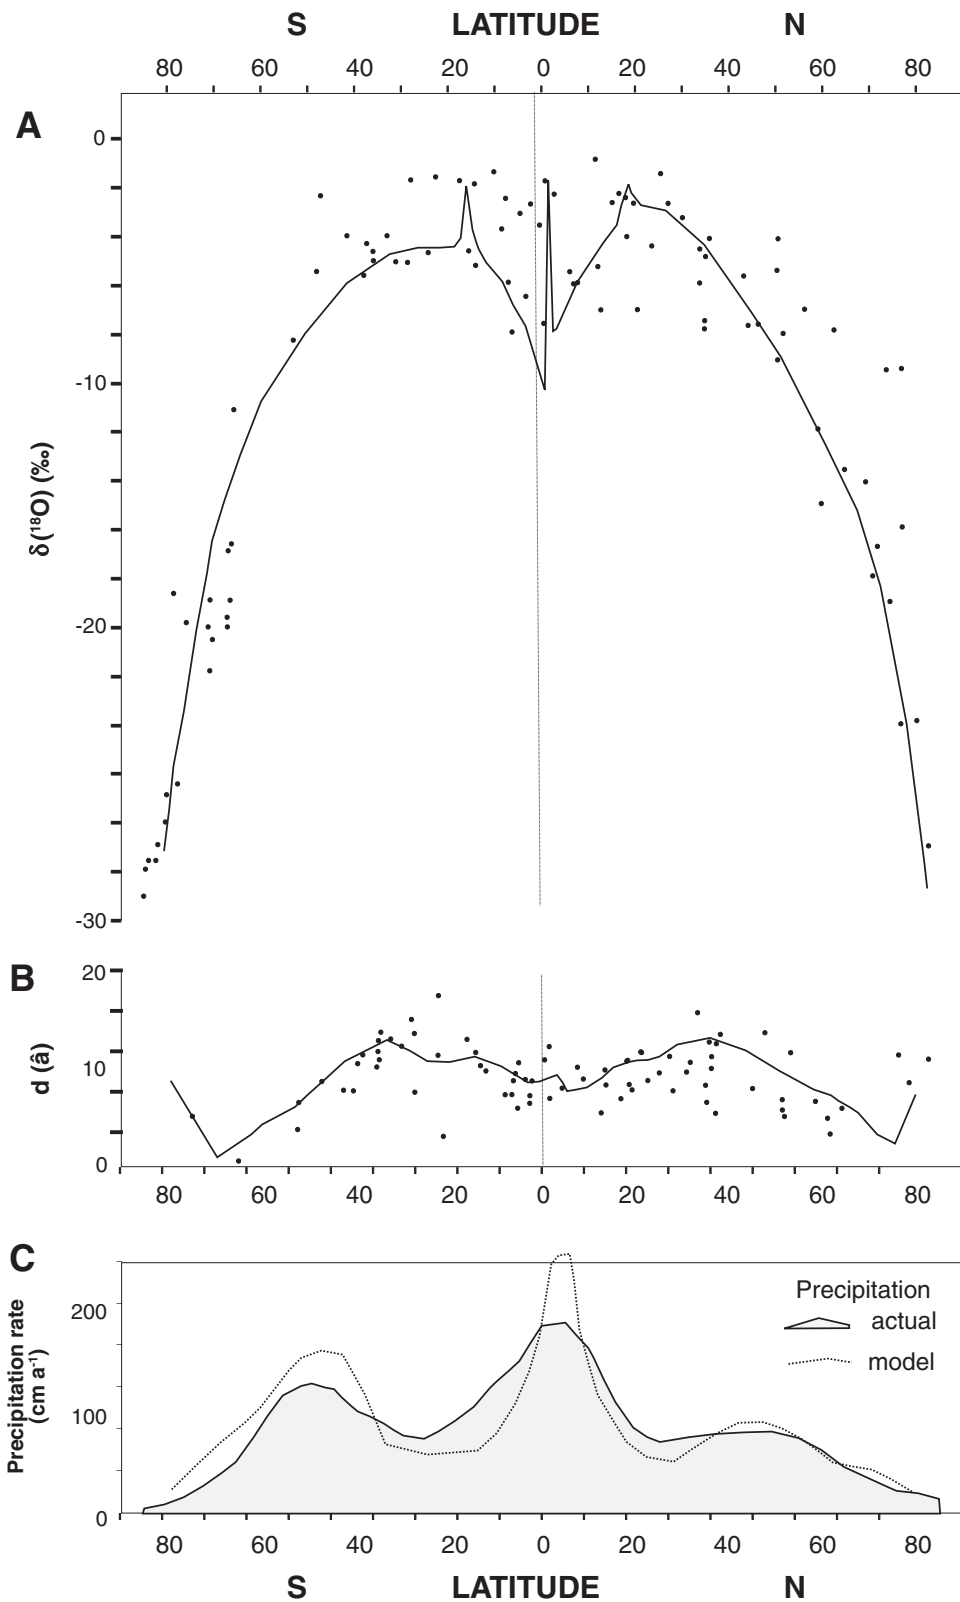 S LATITUDE N
80 60 40 20 0 20 40 60 80
A
0
-10
δ(¹⁸O) (‰)
-20
-30
B
20
d (â)
10
0
80 60 40 20 0 20 40 60 80
C
Precipitation rate
(cm a⁻¹)
200
100
0
Precipitation
actual
model
80 60 40 20 0 20 40 60 80
S LATITUDE N